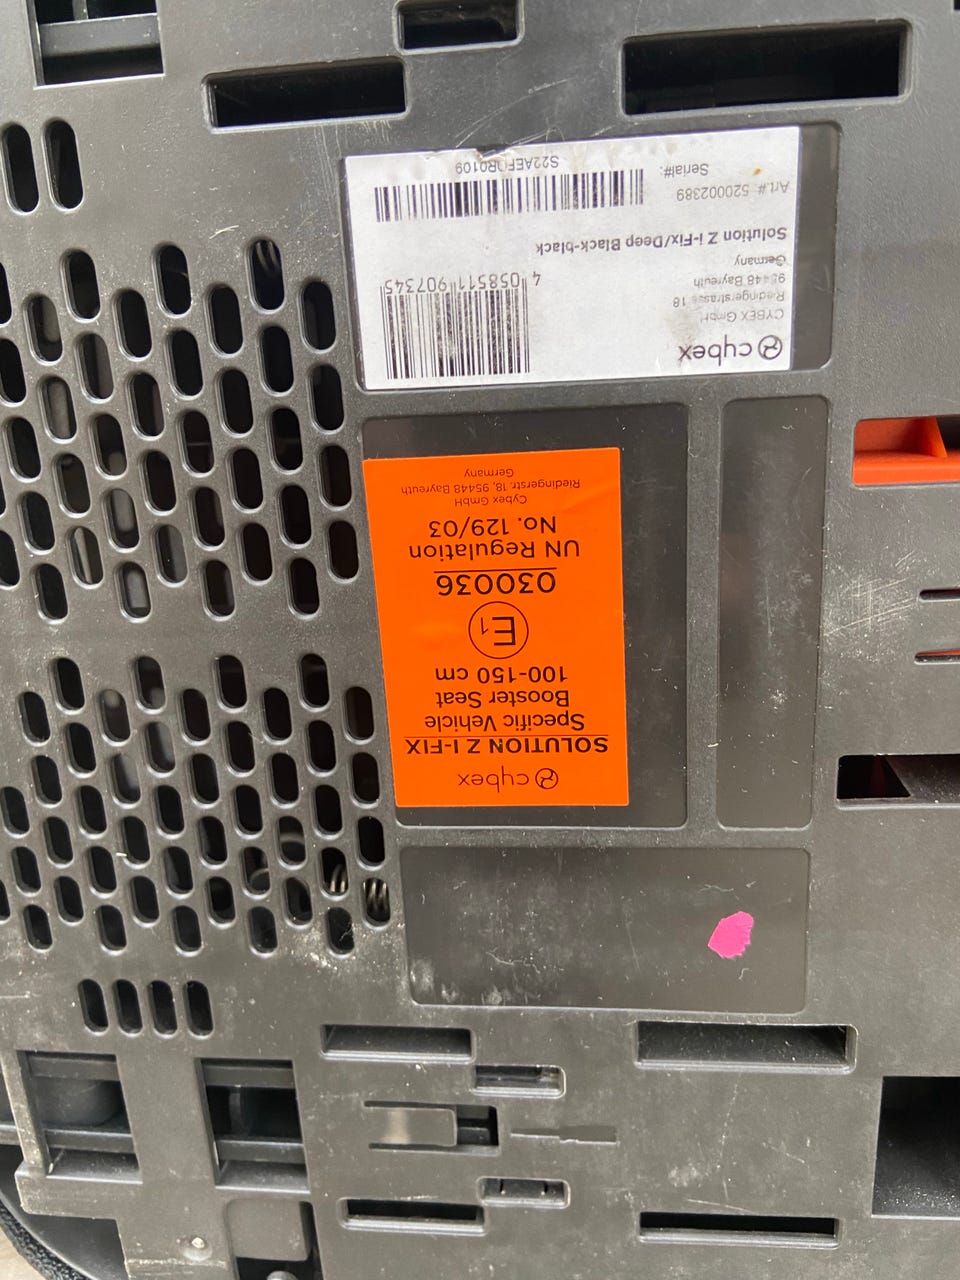 cybex
SOLUTION Z I-FIX
Specific Vehicle
Booster Seat
100-150 cm
E1
030036
UN Regulation
No. 129/03
Cybex GmbH
Riedingerstr. 18, 95448 Bayreuth
Germany
cybex
CYBEX GmbH
Riedingerstrasse 18
95448 Bayreuth
Germany
4 058511 907345
Solution Z i-Fix/Deep Black-black
Art.# 520002389
Serial#: